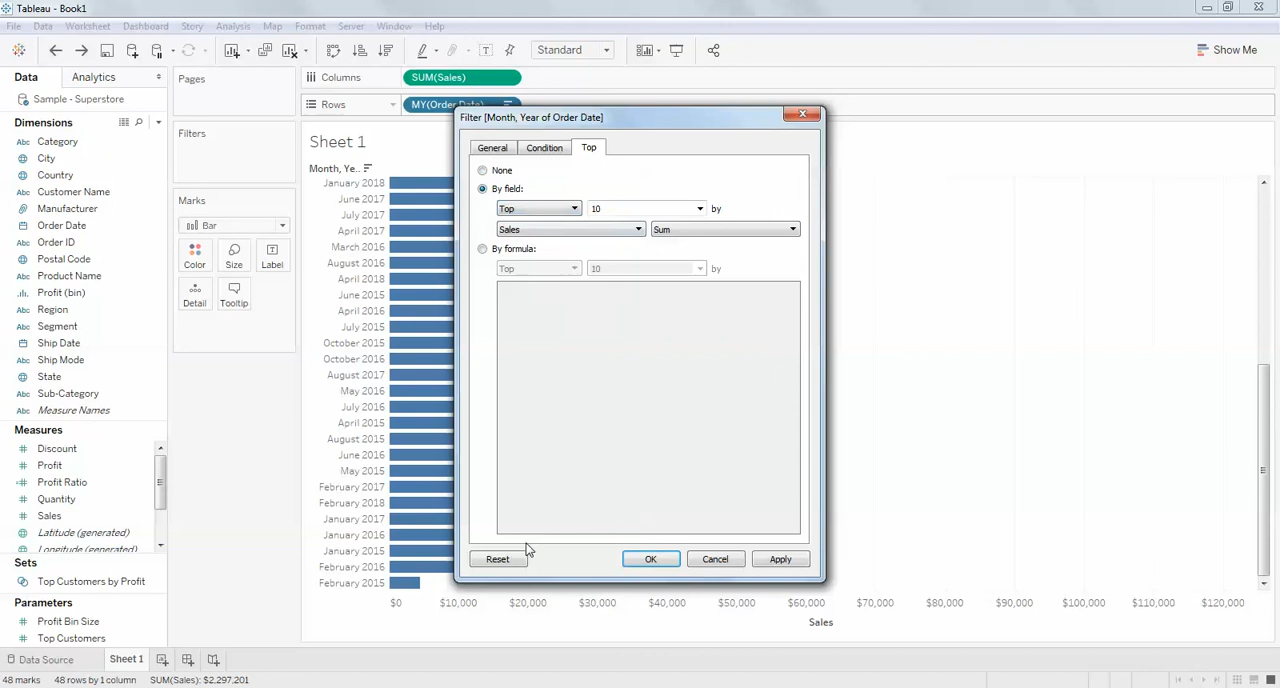 Tableau - Book1
File Data Worksheet Dashboard Story Analysis Map Format Server Window Help
Standard
Show Me
Data Analytics
Sample - Superstore
Dimensions
Abc Category
City
Country
Abc Customer Name
Manufacturer
Order Date
Abc Order ID
Postal Code
Abc Product Name
Profit (bin)
Abc Region
Abc Segment
Ship Date
Abc Ship Mode
State
Abc Sub-Category
Abc Measure Names
Measures
# Discount
# Profit
# Profit Ratio
# Quantity
# Sales
Latitude (generated)
Longitude (generated)
Sets
Top Customers by Profit
Parameters
# Profit Bin Size
# Top Customers
Pages
Filters
Marks
Bar
Color Size Label
Detail Tooltip
Columns SUM(Sales)
Rows MY(Order Date)
Sheet 1
Month, Ye..
January 2018
June 2017
July 2017
March 2016
August 2016
April 2018
June 2015
April 2016
July 2015
October 2015
October 2016
August 2017
May 2016
July 2016
April 2015
August 2015
June 2016
May 2015
February 2017
February 2018
January 2017
January 2016
January 2015
February 2016
February 2015
$0 $10,000 $20,000 $30,000 $40,000 $50,000 $60,000 $70,000 $80,000 $90,000 $100,000 $110,000 $120,000
Sales
Filter [Month, Year of Order Date]
General Condition Top
None
By field:
Top 10 by
Sales Sum
By formula:
Top 10 by
Reset OK Cancel Apply
Data Source Sheet 1
48 marks 48 rows by 1 column SUM(Sales): $2,297,201